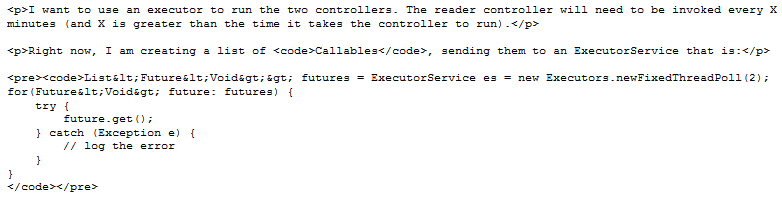 <p>I want to use an executor to run the two controllers. The reader controller will need to be invoked every X
minutes (and X is greater than the time it takes the controller to run).</p>
<p>Right now, I am creating a list of <code>Callables</code>, sending them to an ExecutorService that is:</p>
<pre><code>List&lt;Future&lt;Void&gt;&gt; futures = ExecutorService es = new Executors.newFixedThreadPoll(2);
for(Future&lt;Void&gt; future: futures) {
    try {
        future.get();
    } catch (Exception e) {
        // log the error
    }
}
</code></pre>